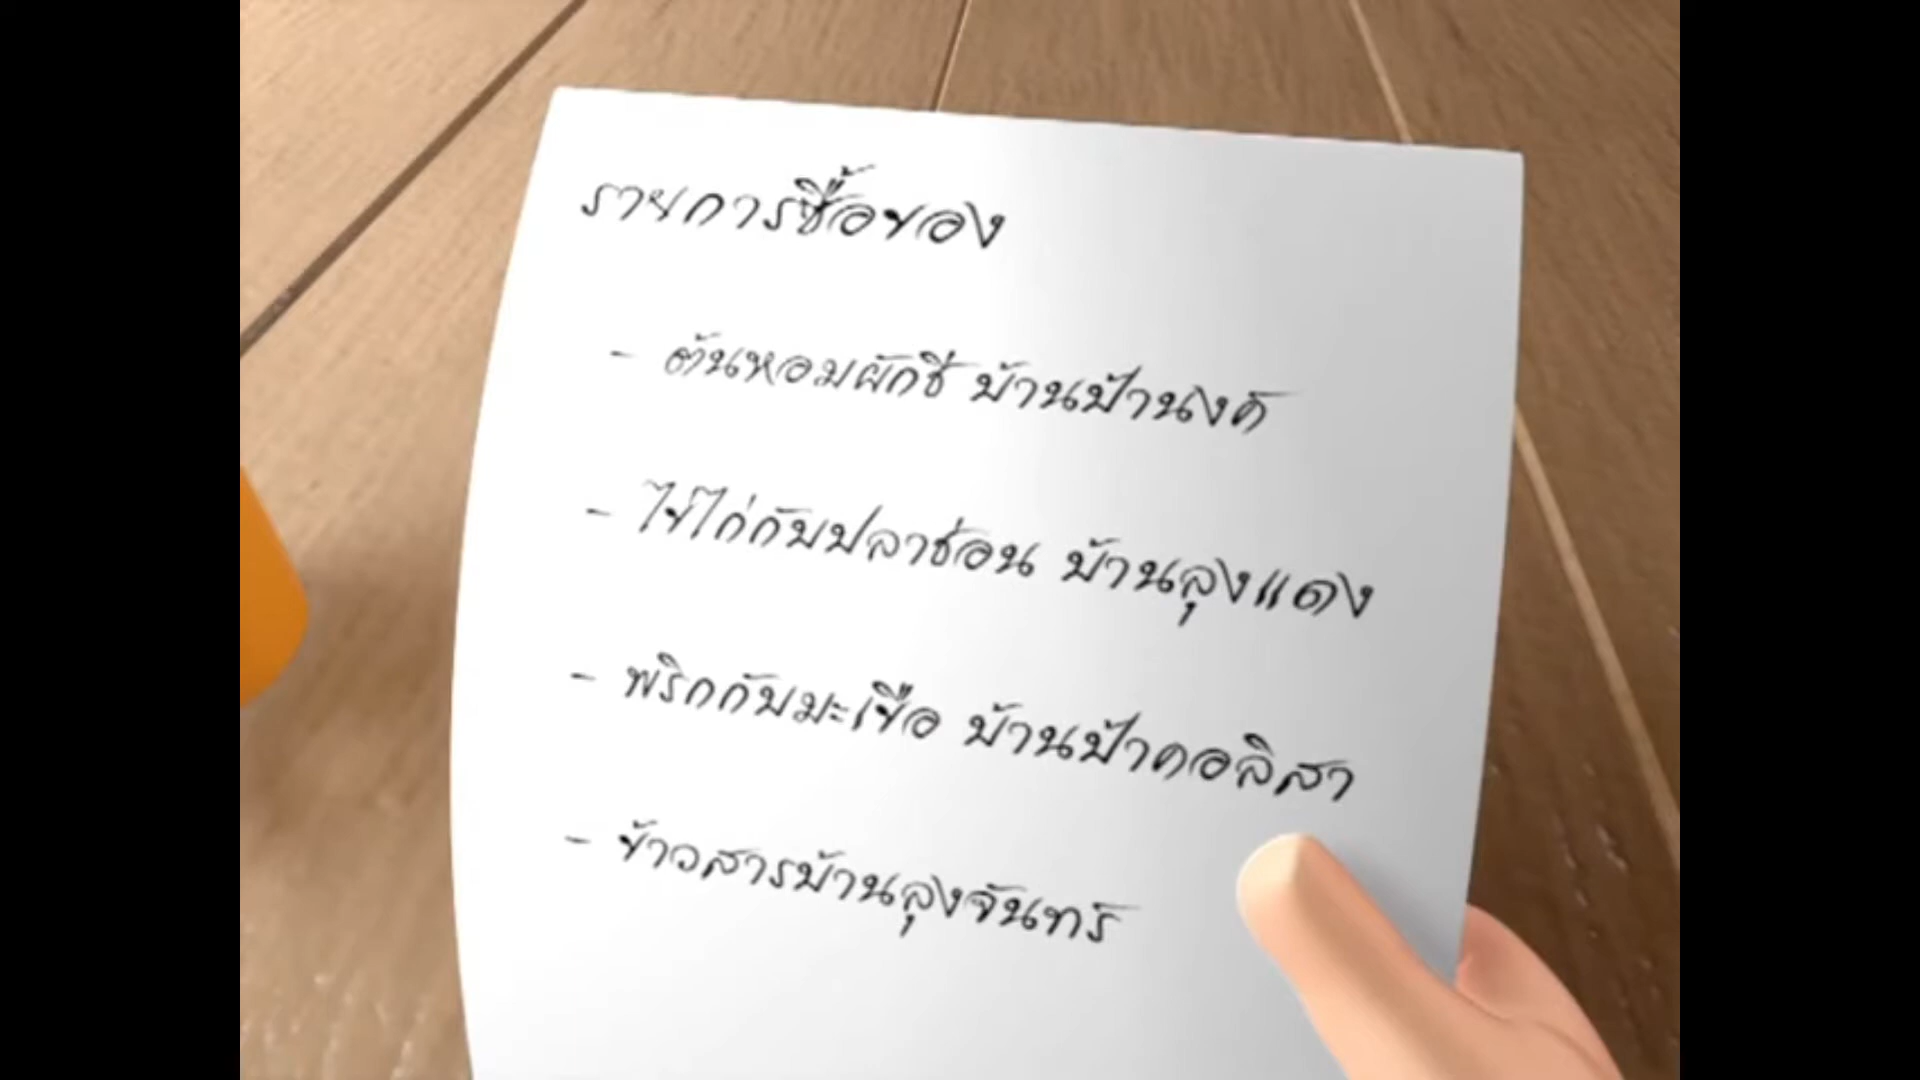 รายการซื้อของ
- ต้นหอมผักชี บ้านป้านงค์
- ไข่ไก่กับปลาช่อน บ้านลุงแดง
- พริกกับมะเขือ บ้านป้าคอลิสา
- ข้าวสารบ้านลุงจันทร์